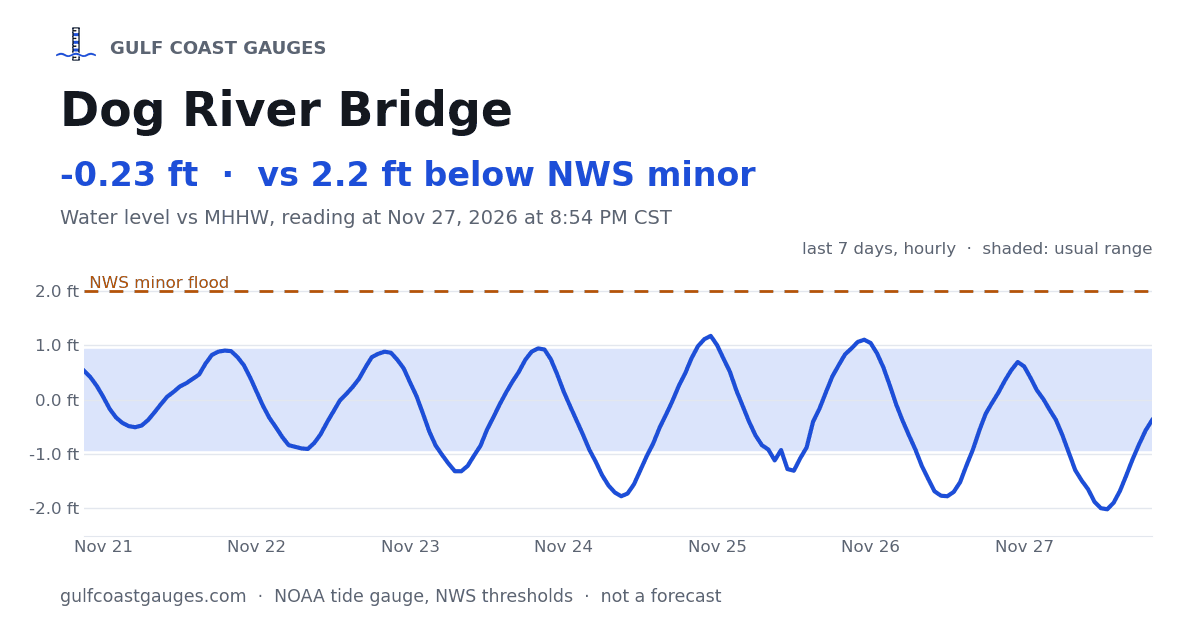 GULF COAST GAUGES
Dog River Bridge
-0.23 ft · vs 2.2 ft below NWS minor
Water level vs MHHW, reading at Nov 27, 2026 at 8:54 PM CST
last 7 days, hourly · shaded: usual range
NWS minor flood
2.0 ft
1.0 ft
0.0 ft
-1.0 ft
-2.0 ft
Nov 21 Nov 22 Nov 23 Nov 24 Nov 25 Nov 26 Nov 27
gulfcoastgauges.com · NOAA tide gauge, NWS thresholds · not a forecast